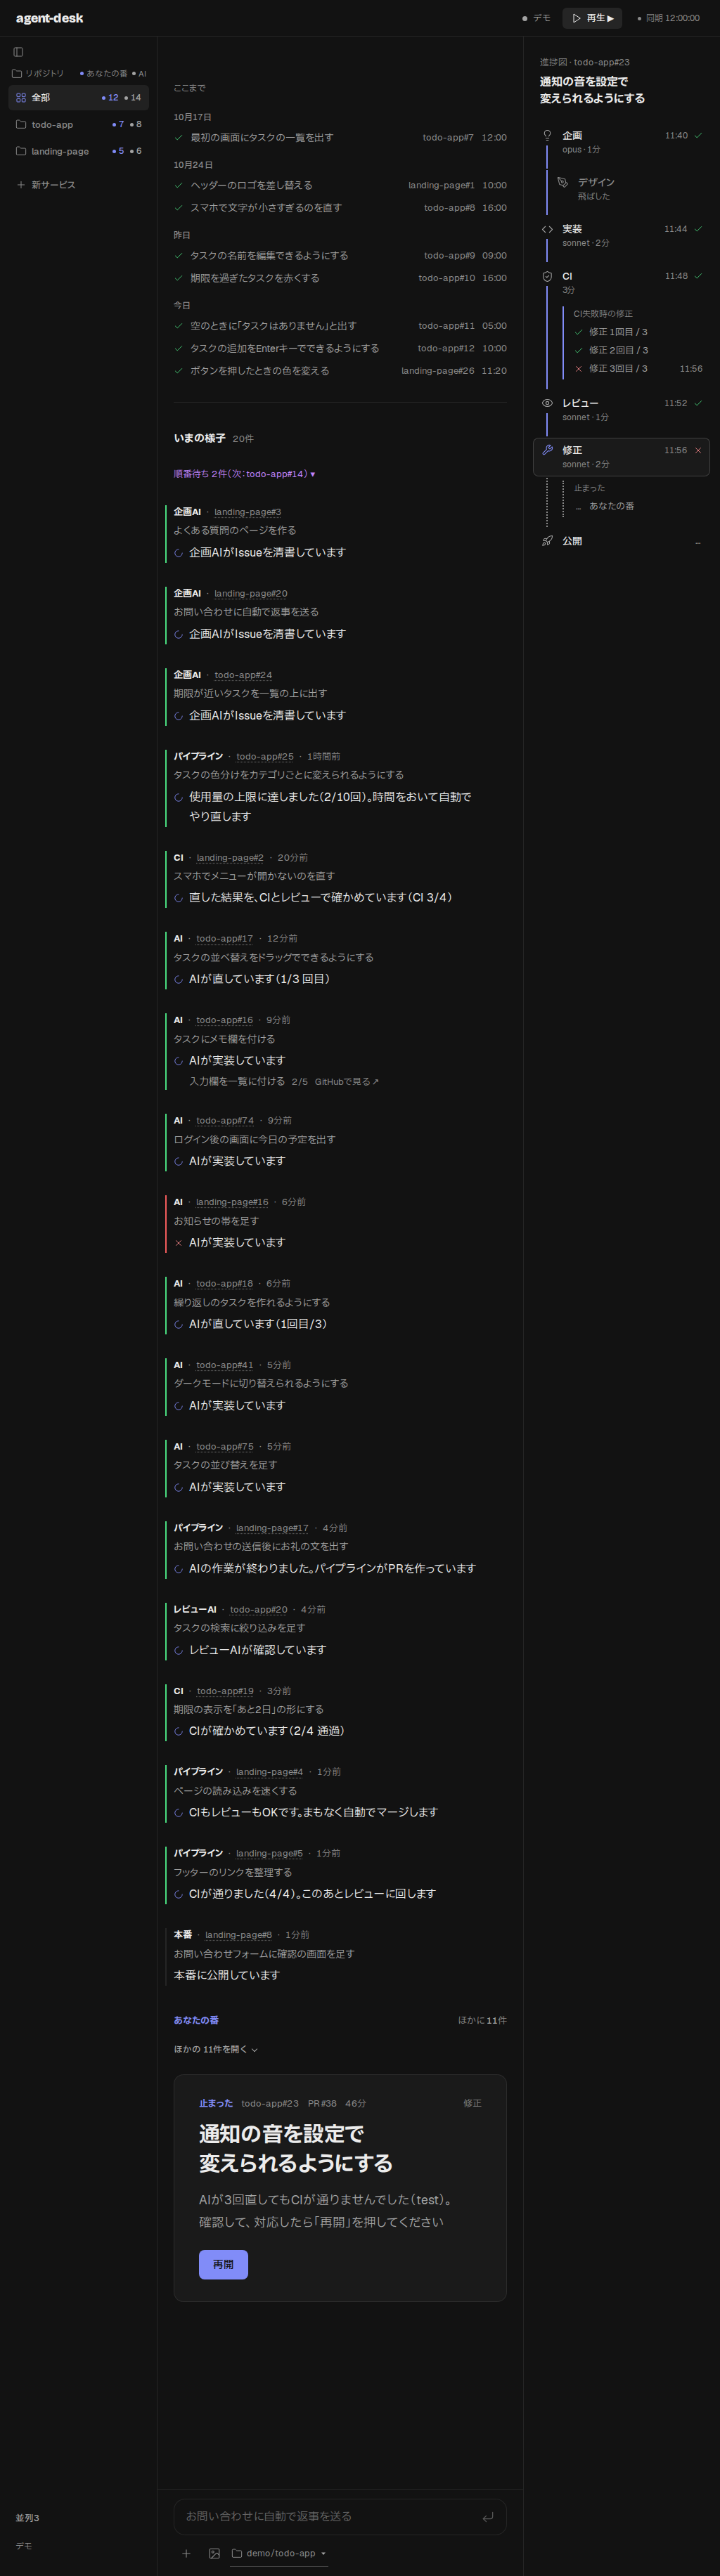 agent-desk
デモ
再生 ▶
同期 12:00:00
リポジトリ
あなたの番 AI
全部 12 14
todo-app 7 8
landing-page 5 6
新サービス
並列3
デモ
ここまで
10月17日
最初の画面にタスクの一覧を出す todo-app#7 12:00
10月24日
ヘッダーのロゴを差し替える landing-page#1 10:00
スマホで文字が小さすぎるのを直す todo-app#8 16:00
昨日
タスクの名前を編集できるようにする todo-app#9 09:00
期限を過ぎたタスクを赤くする todo-app#10 16:00
今日
空のときに「タスクはありません」と出す todo-app#11 05:00
タスクの追加をEnterキーでできるようにする todo-app#12 10:00
ボタンを押したときの色を変える landing-page#26 11:20
いまの様子 20件
順番待ち 2件（次：todo-app#14）▾
企画AI · landing-page#3
よくある質問のページを作る
企画AIがIssueを清書しています
企画AI · landing-page#20
お問い合わせに自動で返事を送る
企画AIがIssueを清書しています
企画AI · todo-app#24
期限が近いタスクを一覧の上に出す
企画AIがIssueを清書しています
パイプライン · todo-app#25 · 1時間前
タスクの色分けをカテゴリごとに変えられるようにする
使用量の上限に達しました（2/10回）。時間をおいて自動で
やり直します
CI · landing-page#2 · 20分前
スマホでメニューが開かないのを直す
直した結果を、CIとレビューで確かめています（CI 3/4）
AI · todo-app#17 · 12分前
タスクの並べ替えをドラッグでできるようにする
AIが直しています（1/3 回目）
AI · todo-app#16 · 9分前
タスクにメモ欄を付ける
AIが実装しています
入力欄を一覧に付ける 2/5 GitHubで見る↗
AI · todo-app#74 · 9分前
ログイン後の画面に今日の予定を出す
AIが実装しています
AI · landing-page#16 · 6分前
お知らせの帯を足す
AIが実装しています
AI · todo-app#18 · 6分前
繰り返しのタスクを作れるようにする
AIが直しています（1回目/3）
AI · todo-app#41 · 5分前
ダークモードに切り替えられるようにする
AIが実装しています
AI · todo-app#75 · 5分前
タスクの並び替えを足す
AIが実装しています
パイプライン · landing-page#17 · 4分前
お問い合わせの送信後にお礼の文を出す
AIの作業が終わりました。パイプラインがPRを作っています
レビューAI · todo-app#20 · 4分前
タスクの検索に絞り込みを足す
レビューAIが確認しています
CI · todo-app#19 · 3分前
期限の表示を「あと2日」の形にする
CIが確かめています（2/4 通過）
パイプライン · landing-page#4 · 1分前
ページの読み込みを速くする
CIもレビューもOKです。まもなく自動でマージします
パイプライン · landing-page#5 · 1分前
フッターのリンクを整理する
CIが通りました（4/4）。このあとレビューに回します
本番 · landing-page#8 · 1分前
お問い合わせフォームに確認の画面を足す
本番に公開しています
あなたの番 ほかに11件
ほかの 11件を開く
止まった todo-app#23 PR#38 46分 修正
通知の音を設定で
変えられるようにする
AIが3回直してもCIが通りませんでした（test）。
確認して、対応したら「再開」を押してください
再開
お問い合わせに自動で返事を送る
demo/todo-app ▾
進捗図 · todo-app#23
通知の音を設定で
変えられるようにする
企画 11:40
opus · 1分
デザイン
飛ばした
実装 11:44
sonnet · 2分
CI 11:48
3分
CI失敗時の修正
修正 1回目 / 3
修正 2回目 / 3
修正 3回目 / 3 11:56
レビュー 11:52
sonnet · 1分
修正 11:56
sonnet · 2分
止まった
… あなたの番
公開 …